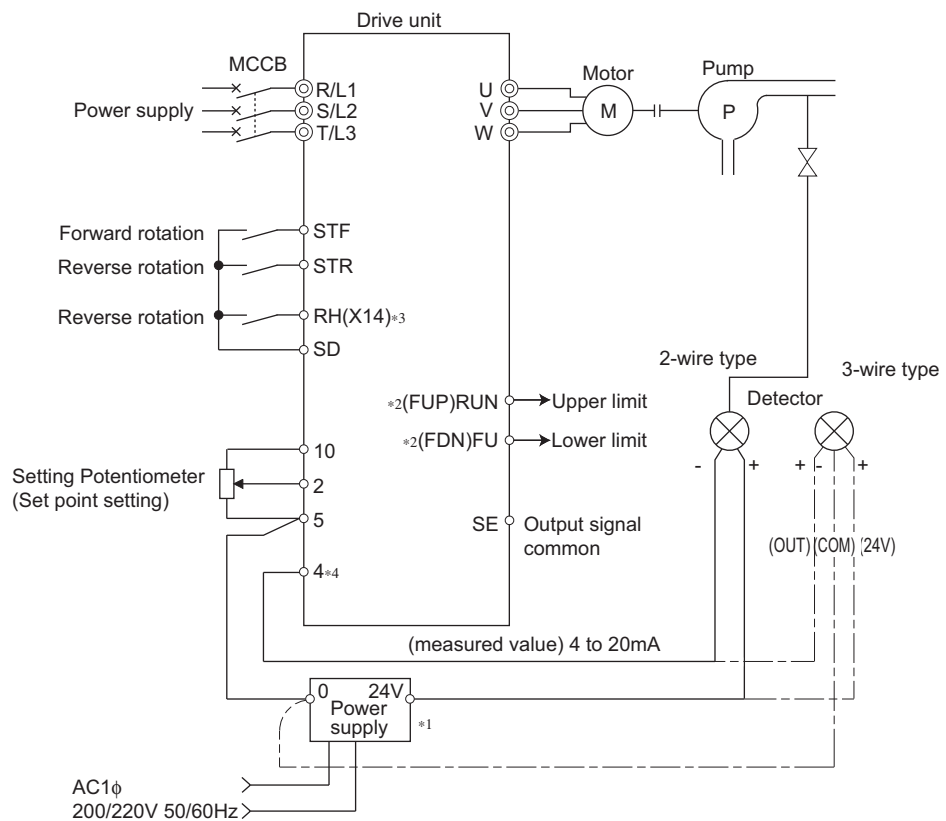 Drive unit
MCCB
Power supply
R/L1
S/L2
T/L3
U
V
W
Motor
M
Pump
P
Forward rotation
STF
Reverse rotation
STR
Reverse rotation
RH(X14)*3
SD
*2(FUP)RUN
Upper limit
*2(FDN)FU
Lower limit
2-wire type
3-wire type
Detector
- +
+ - +
Setting Potentiometer
(Set point setting)
10
2
5
4*4
SE
Output signal
common
(OUT) (COM) (24V)
(measured value) 4 to 20mA
0 24V
Power
supply
*1
AC1ϕ
200/220V 50/60Hz